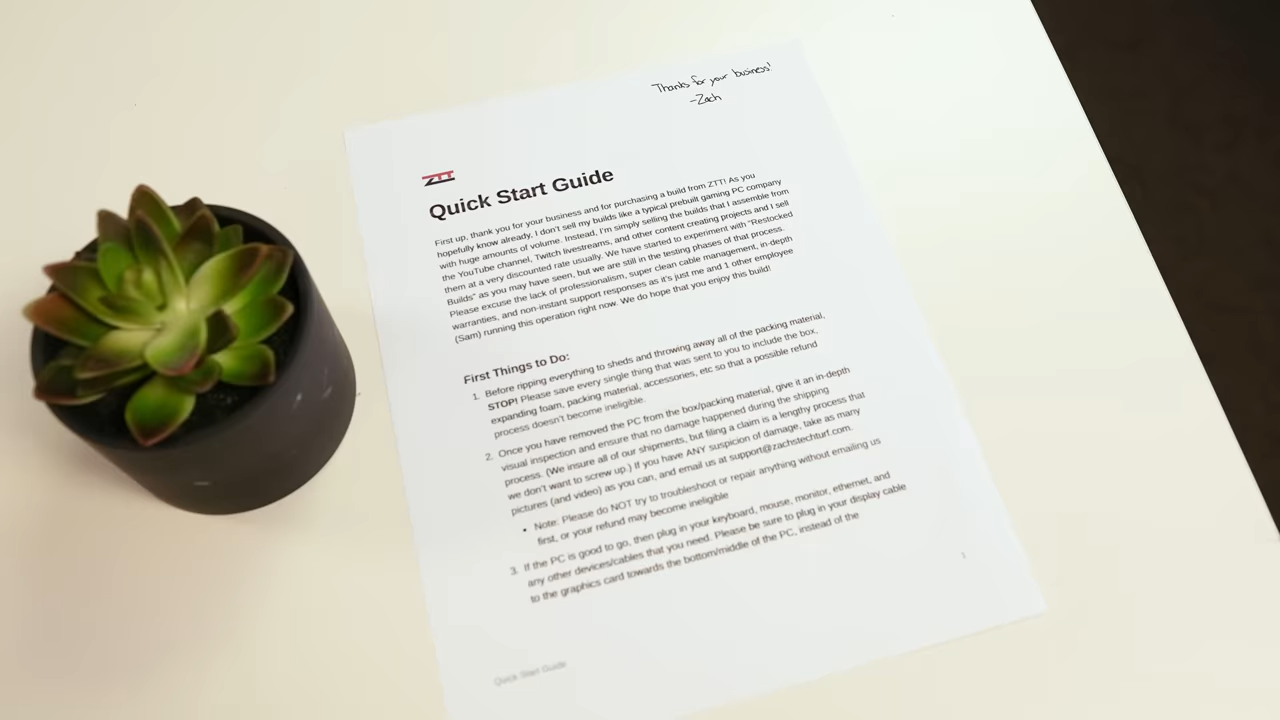 Thanks for your business!
-Zach
ZTT
Quick Start Guide
First up, thank you for your business and for purchasing a build from ZTT! As you
hopefully know already, I don't sell my builds like a typical prebuilt gaming PC company
with huge amounts of volume. Instead, I'm simply selling the builds that I assemble from
the YouTube channel, Twitch livestreams, and other content creating projects and I sell
them at a very discounted rate usually. We have started to experiment with "Restocked
Builds" as you may have seen, but we are still in the testing phases of that process.
Please excuse the lack of professionalism, super clean cable management, in-depth
warranties, and non-instant support responses as it's just me and 1 other employee
(Sam) running this operation right now. We do hope that you enjoy this build!
First Things to Do:
1. Before ripping everything to sheds and throwing away all of the packing material,
STOP! Please save every single thing that was sent to you to include the box,
expanding foam, packing material, accessories, etc so that a possible refund
process doesn't become ineligible.
2. Once you have removed the PC from the box/packing material, give it an in-depth
visual inspection and ensure that no damage happened during the shipping
process. (We insure all of our shipments, but filing a claim is a lengthy process that
we don't want to screw up.) If you have ANY suspicion of damage, take as many
pictures (and video) as you can, and email us at support@zachstechturf.com.
• Note: Please do NOT try to troubleshoot or repair anything without emailing us
first, or your refund may become ineligible
3. If the PC is good to go, then plug in your keyboard, mouse, monitor, ethernet, and
any other devices/cables that you need. Please be sure to plug in your display cable
to the graphics card towards the bottom/middle of the PC, instead of the
1
Quick Start Guide